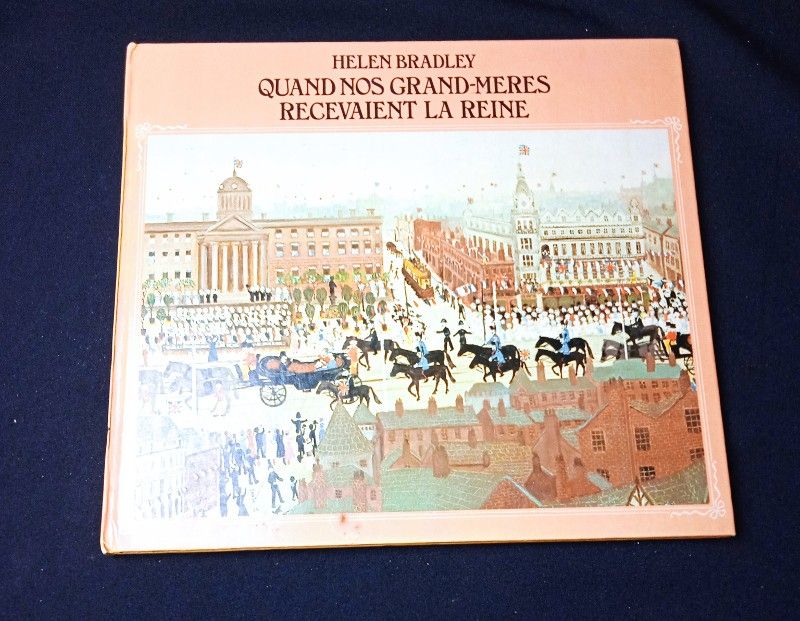 HELEN BRADLEY
QUAND NOS GRAND-MERES
RECEVAIENT LA REINE